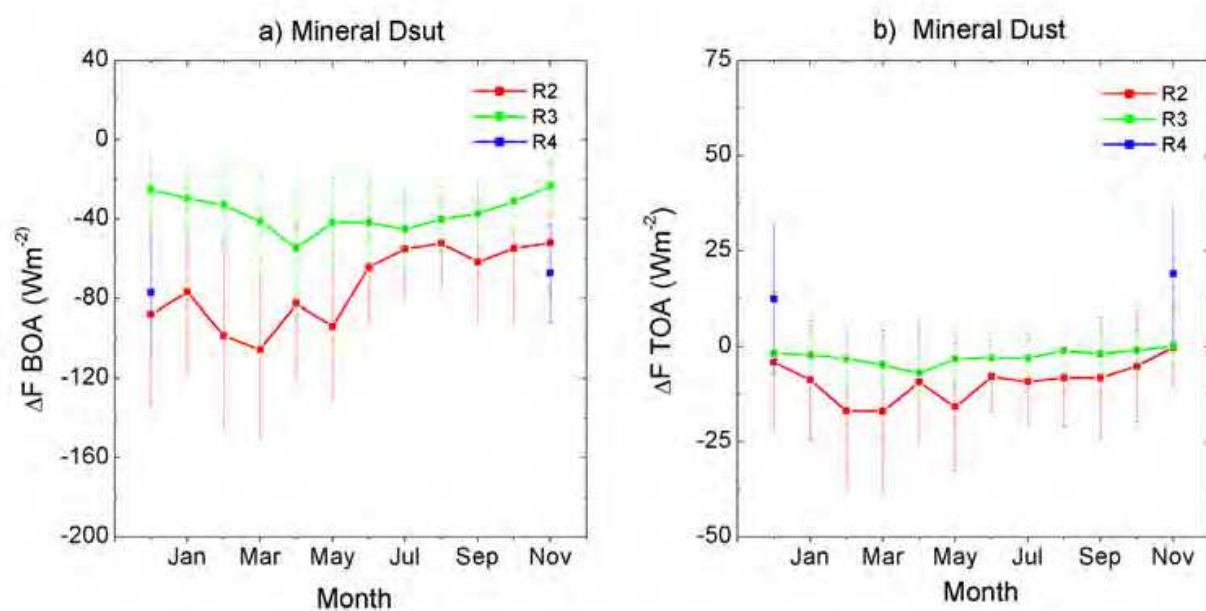 a) Mineral Dsut
40
0
-40
-80
-120
-160
-200
ΔF BOA (Wm⁻²)
R2
R3
R4
Jan Mar May Jul Sep Nov
Month
b) Mineral Dust
75
50
25
0
-25
-50
ΔF TOA (Wm⁻²)
R2
R3
R4
Jan Mar May Jul Sep Nov
Month